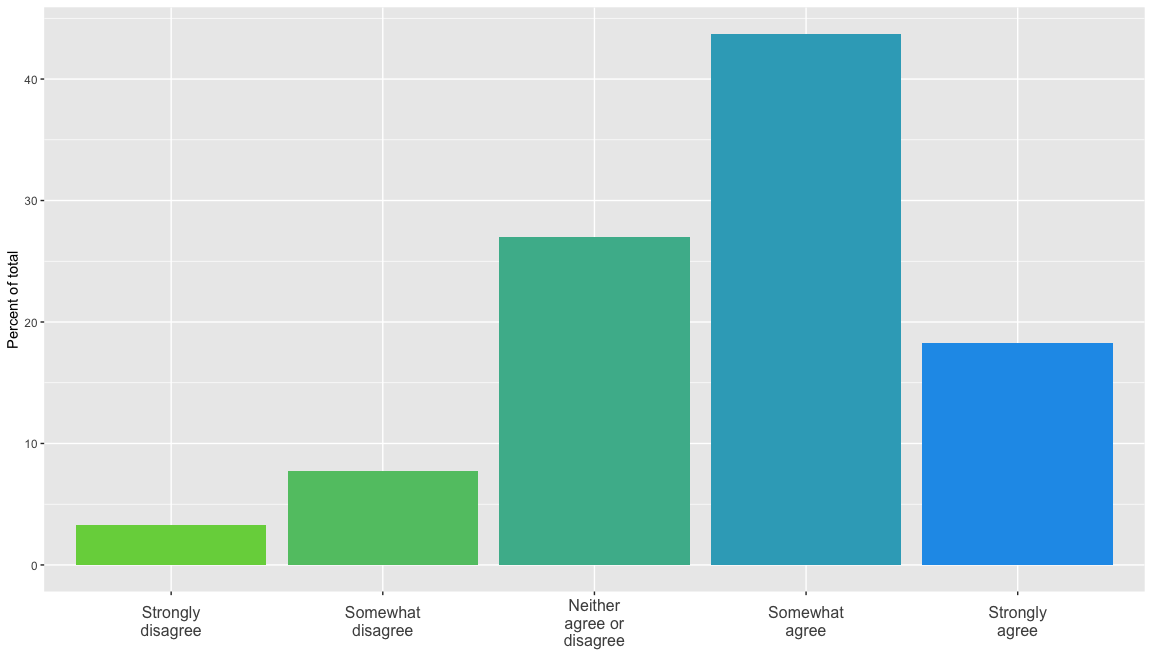 Percent of total
40
30
20
10
0
Strongly
disagree
Somewhat
disagree
Neither
agree or
disagree
Somewhat
agree
Strongly
agree